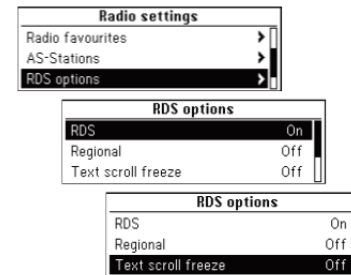 Radio settings
Radio favourites
AS-Stations
RDS options
RDS options
RDS On
Regional Off
Text scroll freeze Off
RDS options
RDS On
Regional Off
Text scroll freeze Off